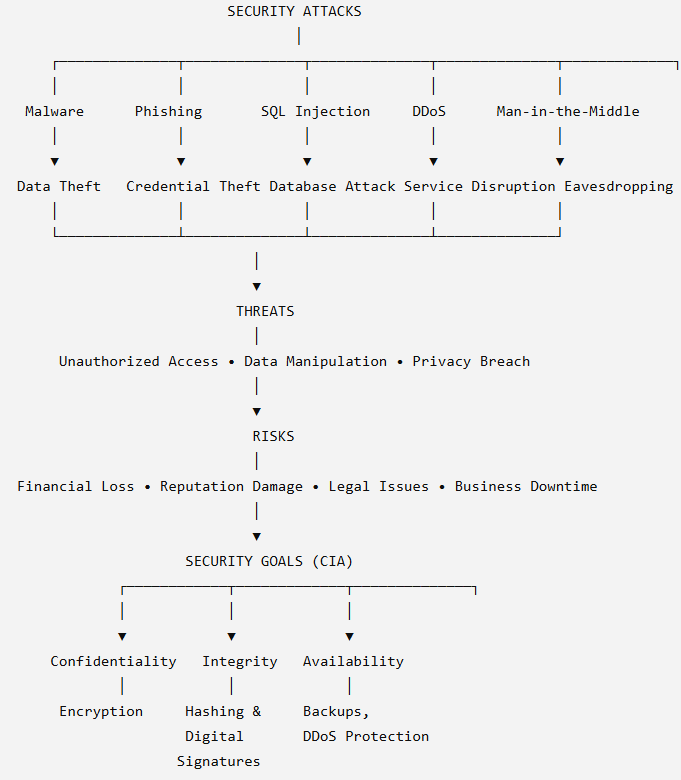 SECURITY ATTACKS
Malware Phishing SQL Injection DDoS Man-in-the-Middle
Data Theft Credential Theft Database Attack Service Disruption Eavesdropping
THREATS
Unauthorized Access • Data Manipulation • Privacy Breach
RISKS
Financial Loss • Reputation Damage • Legal Issues • Business Downtime
SECURITY GOALS (CIA)
Confidentiality Integrity Availability
Encryption Hashing & Backups,
Digital DDoS Protection
Signatures